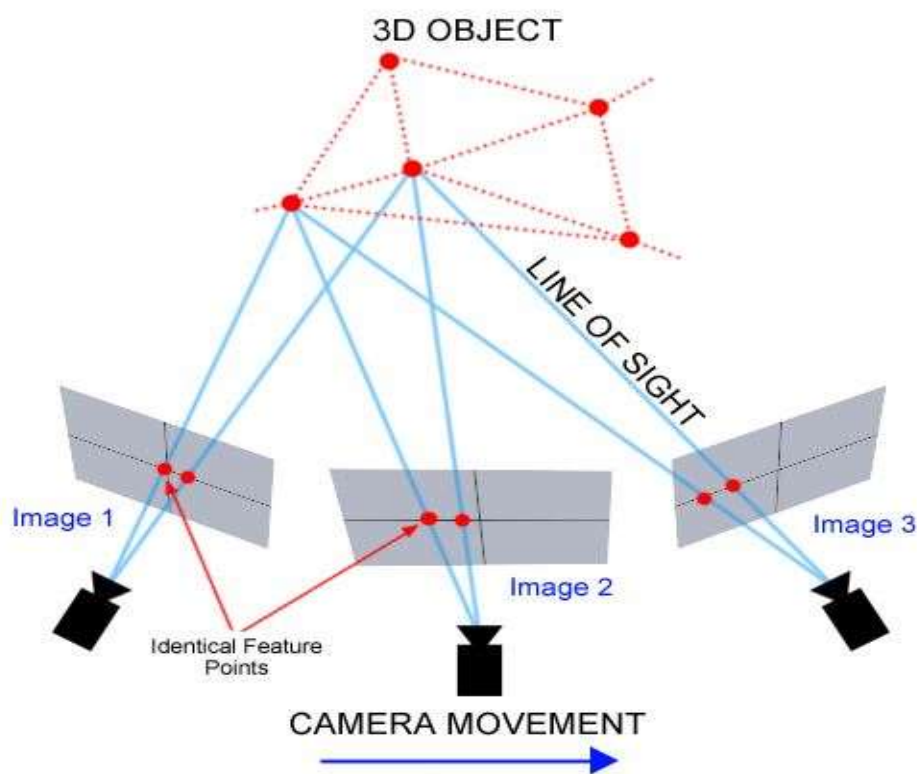 3D OBJECT
LINE OF SIGHT
Image 1
Image 2
Image 3
Identical Feature
Points
CAMERA MOVEMENT